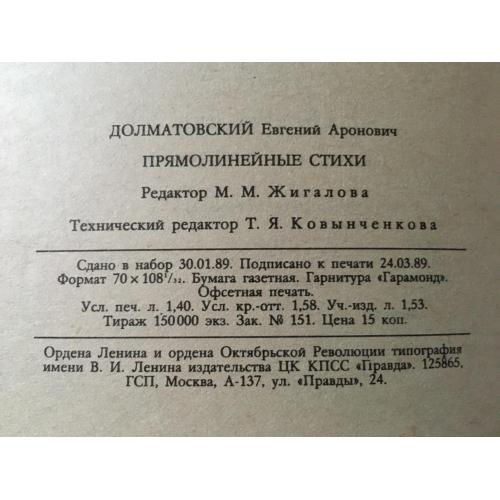 ДОЛМАТОВСКИЙ Евгений Аронович
ПРЯМОЛИНЕЙНЫЕ СТИХИ
Редактор М. М. Жигалова
Технический редактор Т. Я. Ковынченкова
Сдано в набор 30.01.89. Подписано к печати 24.03.89.
Формат 70×108¹/₃₂. Бумага газетная. Гарнитура «Гарамонд».
Офсетная печать.
Усл. печ. л. 1,40. Усл. кр.-отт. 1,58. Уч.-изд. л. 1,53.
Тираж 150 000 экз. Зак. № 151. Цена 15 коп.
Ордена Ленина и ордена Октябрьской Революции типография
имени В. И. Ленина издательства ЦК КПСС «Правда». 125865,
ГСП, Москва, А-137, ул. «Правды», 24.